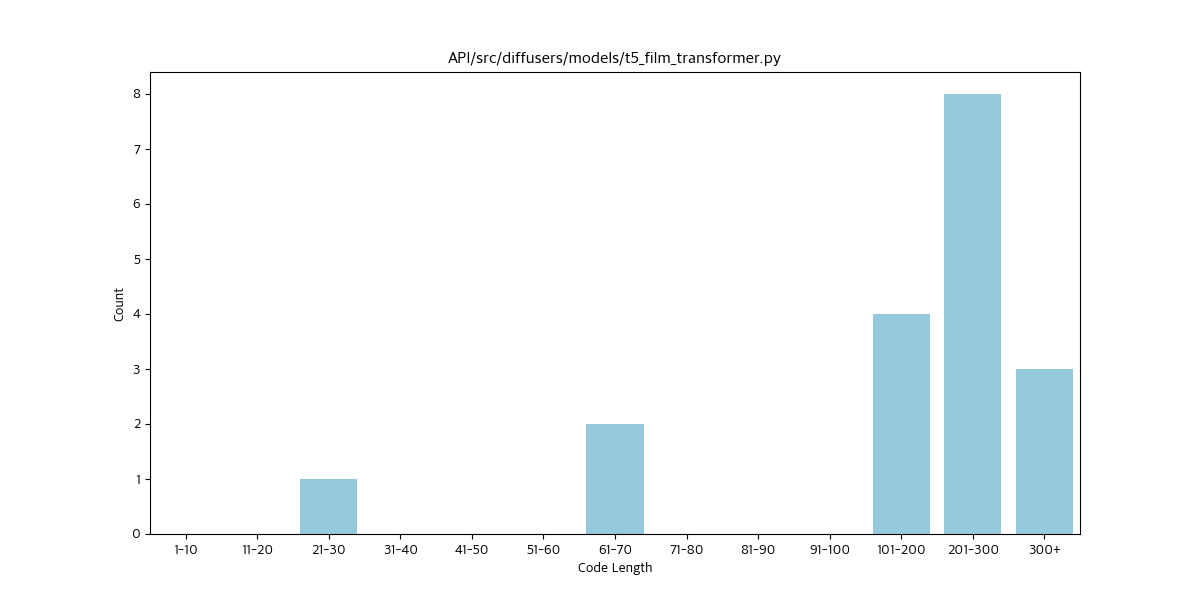 API/src/diffusers/models/t5_film_transformer.py
8
7
6
5
4
3
2
1
0
Count
1-10 11-20 21-30 31-40 41-50 51-60 61-70 71-80 81-90 91-100 101-200 201-300 300+
Code Length